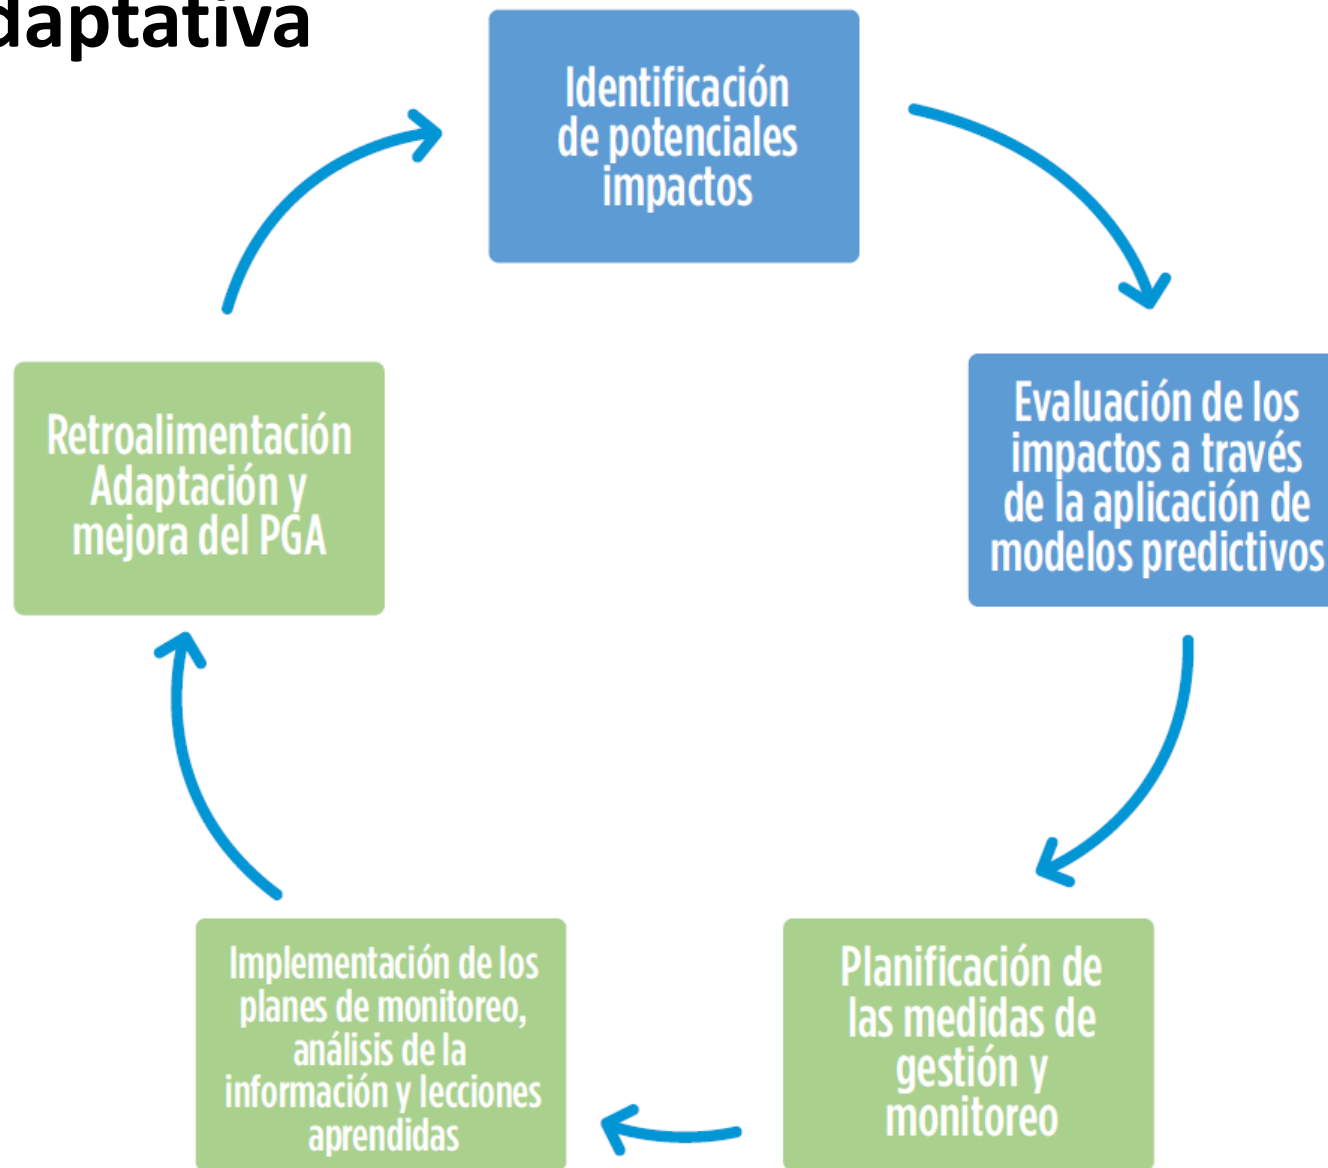 daptativa
Identificación
de potenciales
impactos
Evaluación de los
impactos a través
de la aplicación de
modelos predictivos
Retroalimentación
Adaptación y
mejora del PGA
Implementación de los
planes de monitoreo,
análisis de la
información y lecciones
aprendidas
Planificación de
las medidas de
gestión y
monitoreo